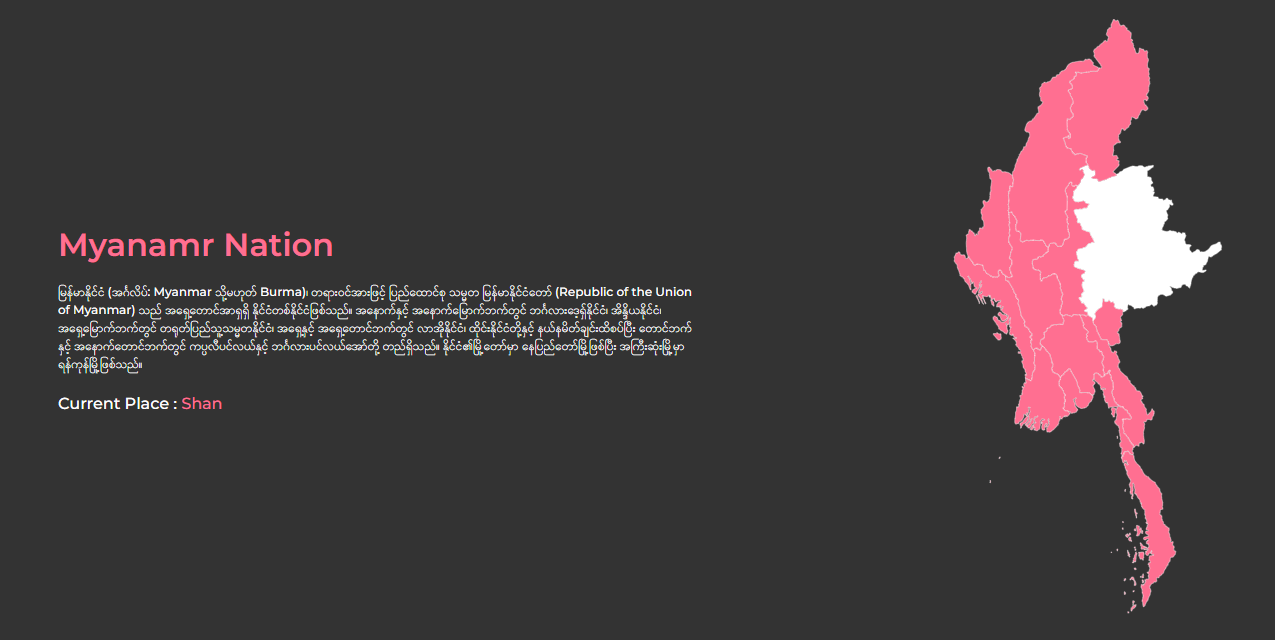 Myanamr Nation
မြန်မာနိုင်ငံ (အင်္ဂလိပ်: Myanmar သို့မဟုတ် Burma)၊ တရားဝင်အားဖြင့် ပြည်ထောင်စု သမ္မတ မြန်မာနိုင်ငံတော် (Republic of the Union
of Myanmar) သည် အရှေ့တောင်အာရှရှိ နိုင်ငံတစ်နိုင်ငံဖြစ်သည်။ အနောက်နှင့် အနောက်မြောက်ဘက်တွင် ဘင်္ဂလားဒေ့ရှ်နိုင်ငံ၊ အိန္ဒိယနိုင်ငံ၊
အရှေ့မြောက်ဘက်တွင် တရုတ်ပြည်သူ့သမ္မတနိုင်ငံ၊ အရှေ့နှင့် အရှေ့တောင်ဘက်တွင် လာအိုနိုင်ငံ၊ ထိုင်းနိုင်ငံတို့နှင့် နယ်နမိတ်ချင်းထိစပ်ပြီး တောင်ဘက်
နှင့် အနောက်တောင်ဘက်တွင် ကပ္ပလီပင်လယ်နှင့် ဘင်္ဂလားပင်လယ်အော်တို့ တည်ရှိသည်။ နိုင်ငံ၏မြို့တော်မှာ နေပြည်တော်မြို့ဖြစ်ပြီး အကြီးဆုံးမြို့မှာ
ရန်ကုန်မြို့ဖြစ်သည်။
Current Place : Shan